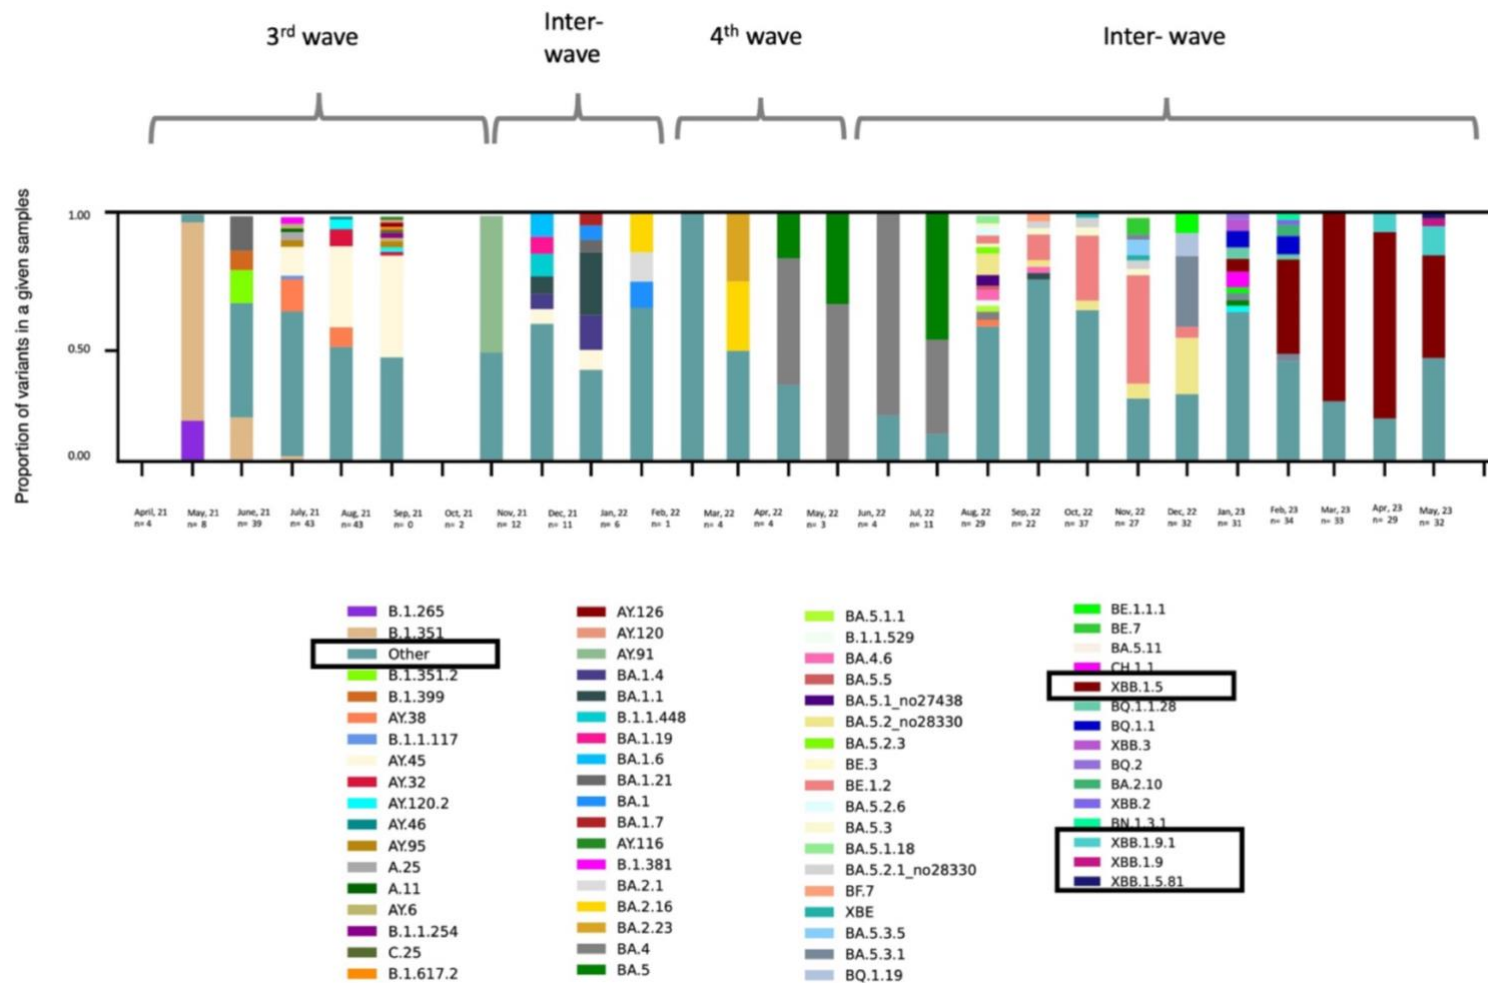 3rd wave
Inter-
wave
4th wave
Inter- wave
Proportion of variants in a given samples
1.00
0.50
0.00
April, 21
n= 4
May, 21
n= 8
June, 21
n= 39
July, 21
n= 43
Aug, 21
n=43
Sep, 21
n= 0
Oct, 21
n= 2
Nov, 21
n= 12
Dec, 21
n= 11
Jan, 22
n= 6
Feb, 22
n= 1
Mar, 22
n= 4
Apr, 22
n= 4
May, 22
n= 3
Jun, 22
n= 4
Jul, 22
n= 11
Aug, 22
n= 29
Sep, 22
n= 22
Oct, 22
n= 37
Nov, 22
n= 27
Dec, 22
n= 32
Jan, 23
n= 31
Feb, 23
n= 34
Mar, 23
n= 33
Apr, 23
n= 29
May, 23
n= 32
B.1.265
B.1.351
Other
B.1.351.2
B.1.399
AY.38
B.1.1.117
AY.45
AY.32
AY.120.2
AY.46
AY.95
A.25
A.11
AY.6
B.1.1.254
C.25
B.1.617.2
AY.126
AY.120
AY.91
BA.1.4
BA.1.1
B.1.1.448
BA.1.19
BA.1.6
BA.1.21
BA.1
BA.1.7
AY.116
B.1.381
BA.2.1
BA.2.16
BA.2.23
BA.4
BA.5
BA.5.1.1
B.1.1.529
BA.4.6
BA.5.5
BA.5.1_no27438
BA.5.2_no28330
BA.5.2.3
BE.3
BE.1.2
BA.5.2.6
BA.5.3
BA.5.1.18
BA.5.2.1_no28330
BF.7
XBE
BA.5.3.5
BA.5.3.1
BQ.1.19
BE.1.1.1
BE.7
BA.5.11
CH.1.1
XBB.1.5
BQ.1.1.28
BQ.1.1
XBB.3
BQ.2
BA.2.10
XBB.2
BN.1.3.1
XBB.1.9.1
XBB.1.9
XBB.1.5.81